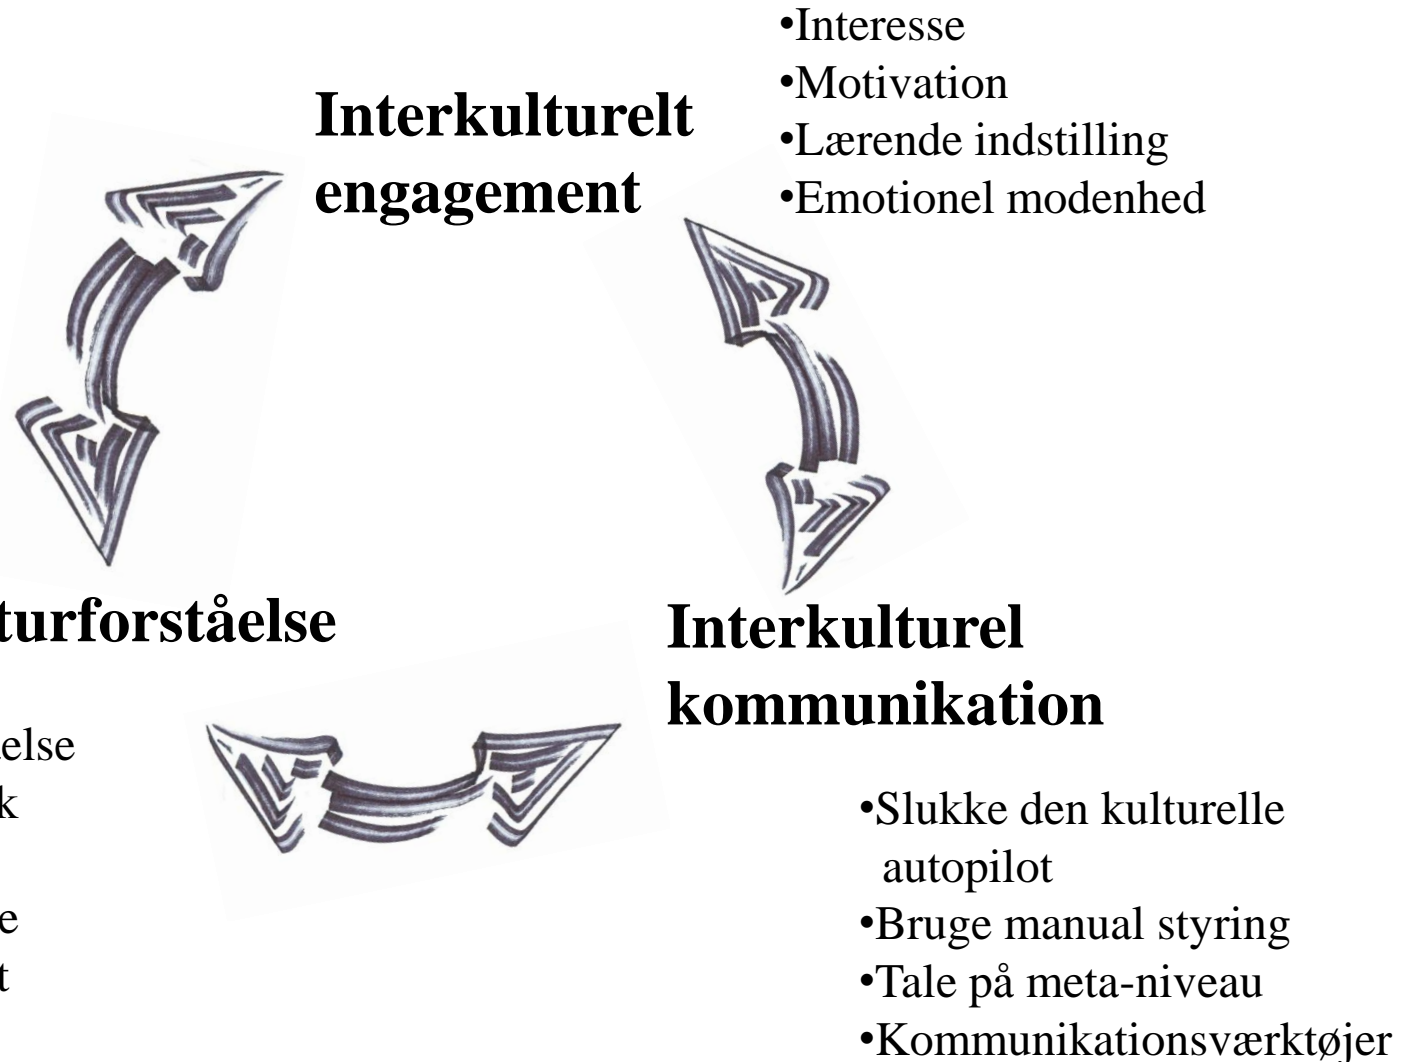 •Interesse
•Motivation
•Lærende indstilling
•Emotionel modenhed
Interkulturelt
engagement
turforståelse
else
k
e
t
Interkulturel
kommunikation
•Slukke den kulturelle
autopilot
•Bruge manual styring
•Tale på meta-niveau
•Kommunikationsværktøjer